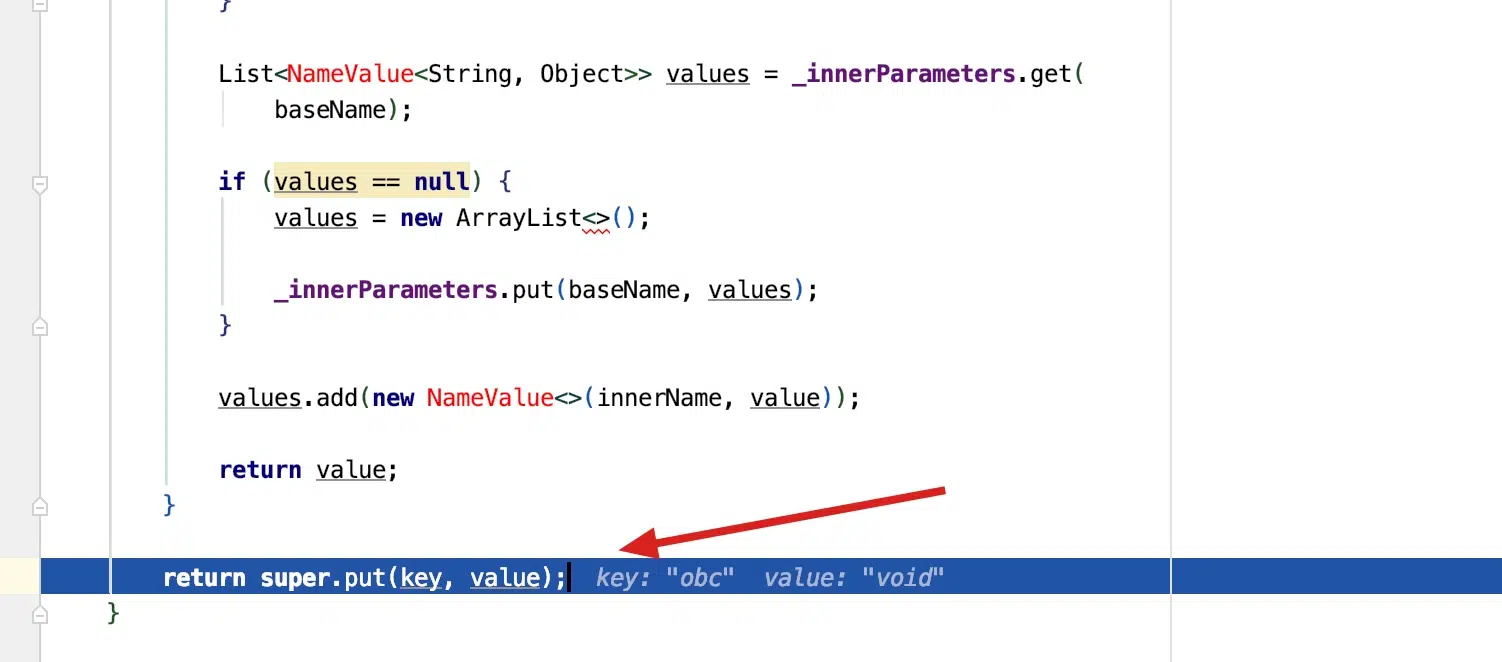 }
List<NameValue<String, Object>> values = _innerParameters.get(
baseName);
if (values == null) {
values = new ArrayList<>();
_innerParameters.put(baseName, values);
}
values.add(new NameValue<>(innerName, value));
return value;
}
return super.put(key, value); key: "obc" value: "void"
}